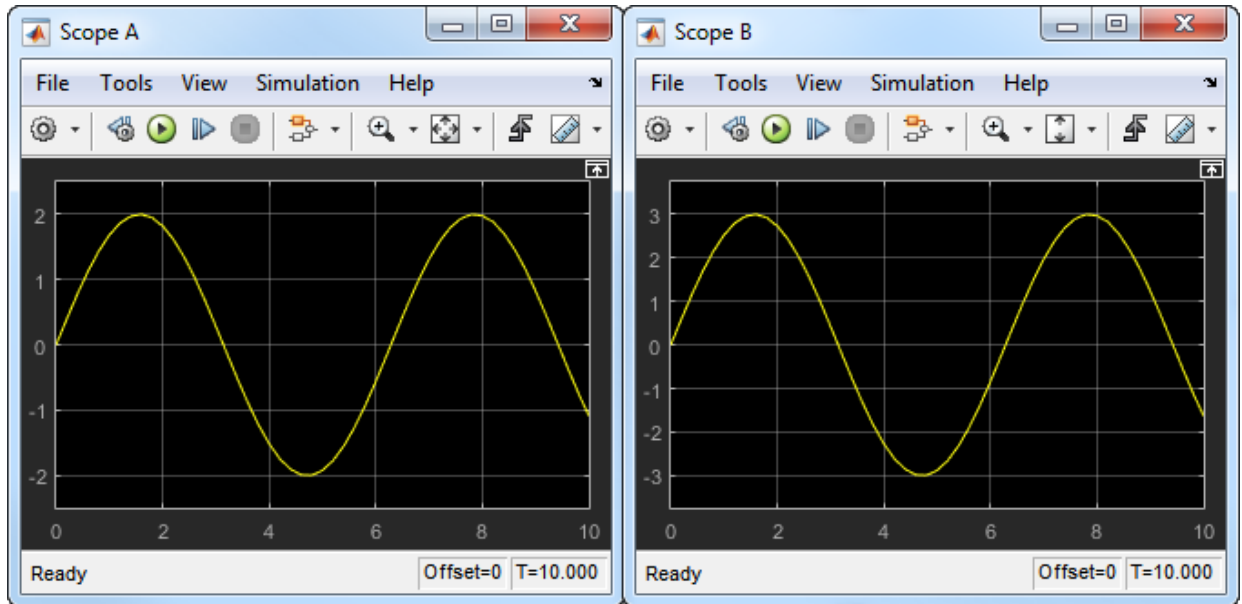 Scope A
File Tools View Simulation Help
2
1
0
-1
-2
0 2 4 6 8 10
Ready Offset=0 T=10.000
Scope B
File Tools View Simulation Help
3
2
1
0
-1
-2
-3
0 2 4 6 8 10
Ready Offset=0 T=10.000